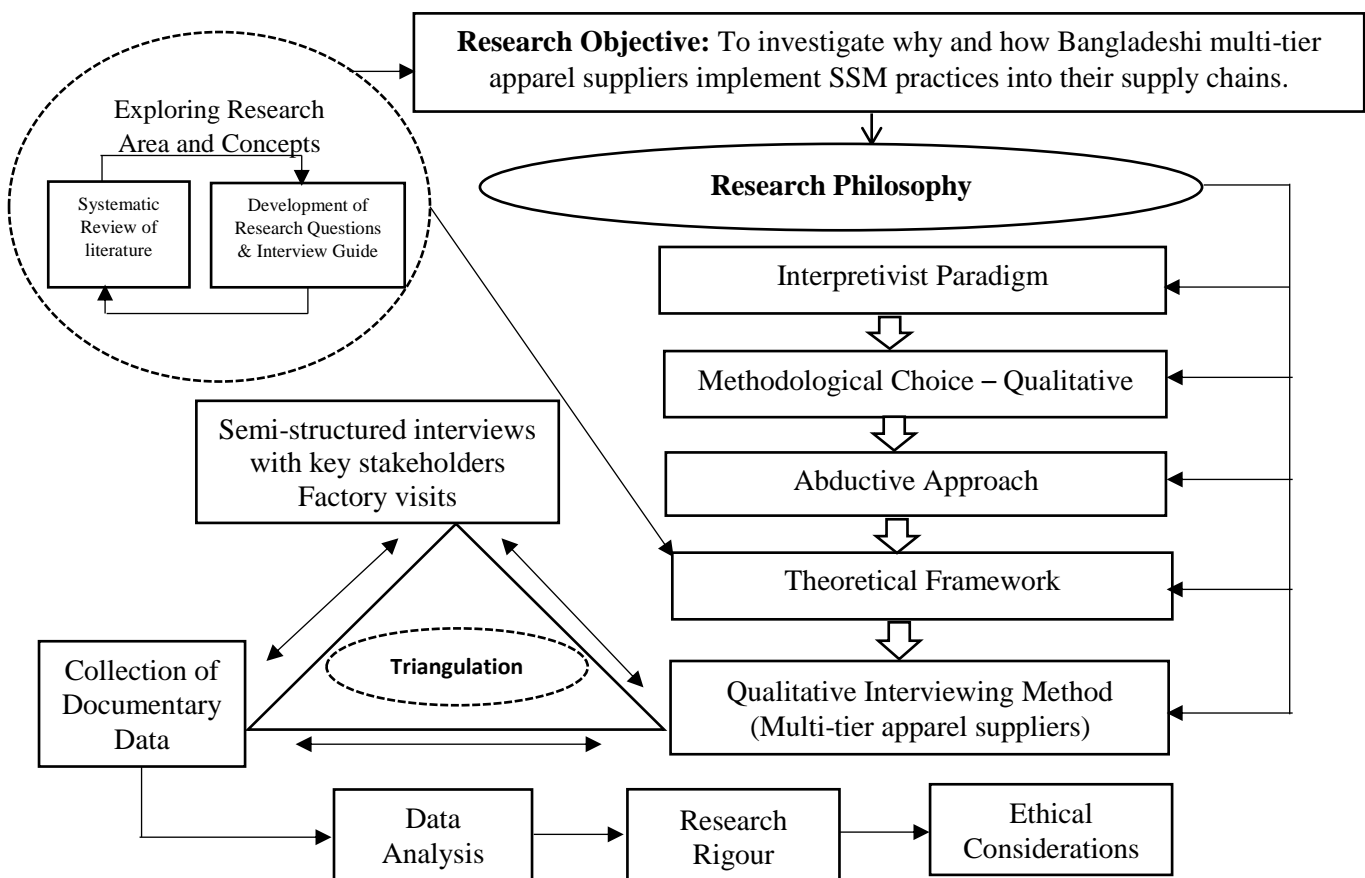 Research Objective: To investigate why and how Bangladeshi multi-tier
apparel suppliers implement SSM practices into their supply chains.
Exploring Research
Area and Concepts
Systematic
Review of
literature
Development of
Research Questions
& Interview Guide
Research Philosophy
Interpretivist Paradigm
Methodological Choice – Qualitative
Abductive Approach
Theoretical Framework
Qualitative Interviewing Method
(Multi-tier apparel suppliers)
Semi-structured interviews
with key stakeholders
Factory visits
Triangulation
Collection of
Documentary
Data
Data
Analysis
Research
Rigour
Ethical
Considerations